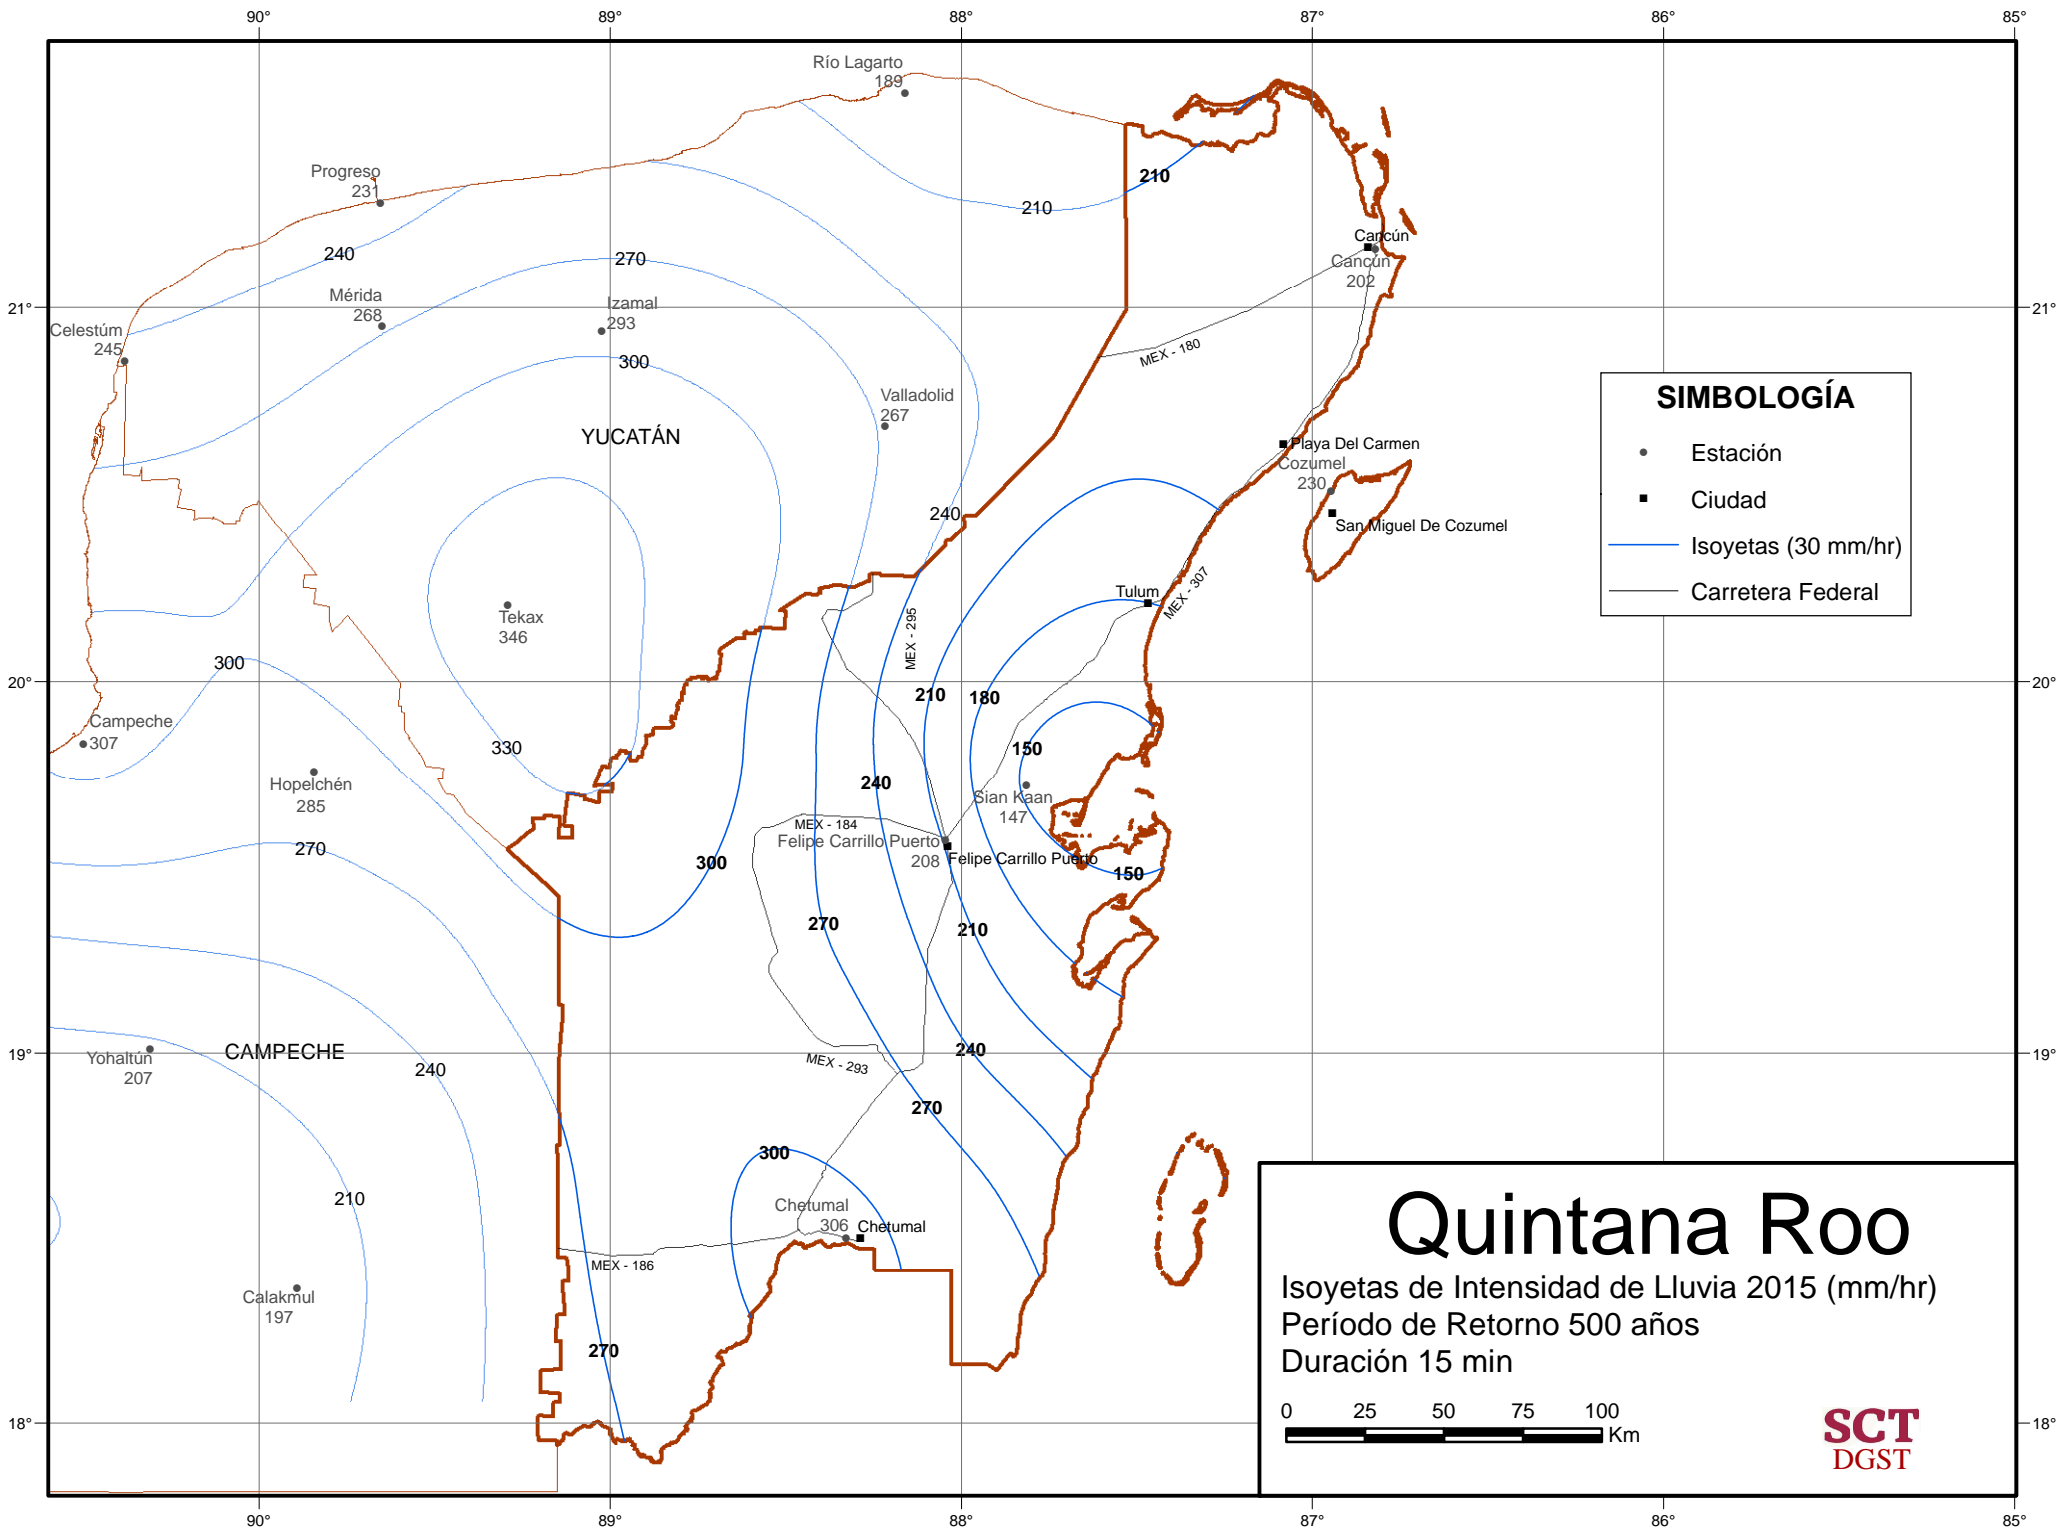 90°
89°
88°
87°
86°
85°
Río Lagarto
189
Progreso
231
210
210
240
270
Cancún
Cancún
202
Mérida
268
Izamal
293
21°
21°
Celestúm
245
300
MEX - 180
Valladolid
267
YUCATÁN
SIMBOLOGÍA
Estación
Ciudad
Isoyetas (30 mm/hr)
Carretera Federal
Playa Del Carmen
Cozumel
230
San Miguel De Cozumel
240
Tulum
MEX - 307
MEX - 295
Tekax
346
300
20°
20°
210
180
Campeche
307
330
150
Hopelchén
285
240
Sian Kaan
147
MEX - 184
Felipe Carrillo Puerto
208
Felipe Carrillo Puerto
270
300
150
270
210
Yohaltún
207
CAMPECHE
19°
19°
240
240
MEX - 293
270
300
210
Chetumal
306
Chetumal
MEX - 186
Calakmul
197
270
18°
18°
Quintana Roo
Isoyetas de Intensidad de Lluvia 2015 (mm/hr)
Período de Retorno 500 años
Duración 15 min
0 25 50 75 100
Km
SCT
DGST
90°
89°
88°
87°
86°
85°